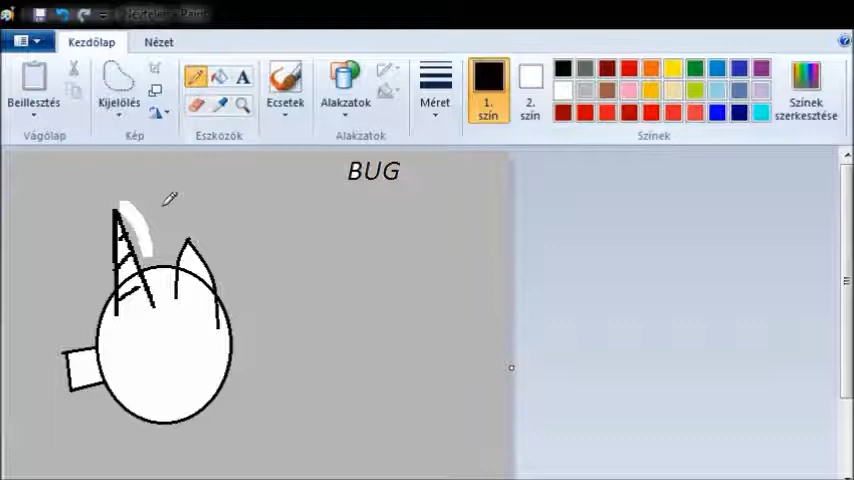 Kezdőlap Nézet
Beillesztés
Kijelölés
A
Ecsetek
Alakzatok
Méret
1.
szín
2.
szín
Színek
szerkesztése
Vágólap
Kép
Eszközök
Alakzatok
Színek
BUG